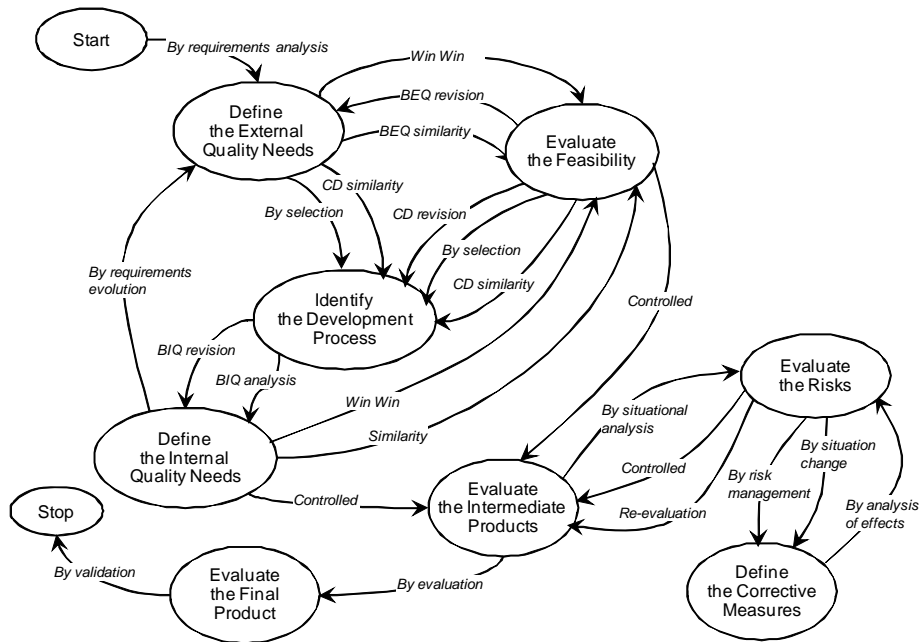 Start
By requirements analysis
Win Win
Define
the External
Quality Needs
BEQ revision
BEQ similarity
Evaluate
the Feasibility
CD similarity
By selection
CD revision
By selection
CD similarity
By requirements
evolution
Identify
the Development
Process
Controlled
BIQ revision
BIQ analysis
Evaluate
the Risks
Win Win
Similarity
By situational
analysis
Define
the Internal
Quality Needs
Controlled
By risk
management
By situation
change
By analysis
of effects
Controlled
Evaluate
the Intermediate
Products
Re-evaluation
Stop
By validation
Evaluate
the Final
Product
By evaluation
Define
the Corrective
Measures